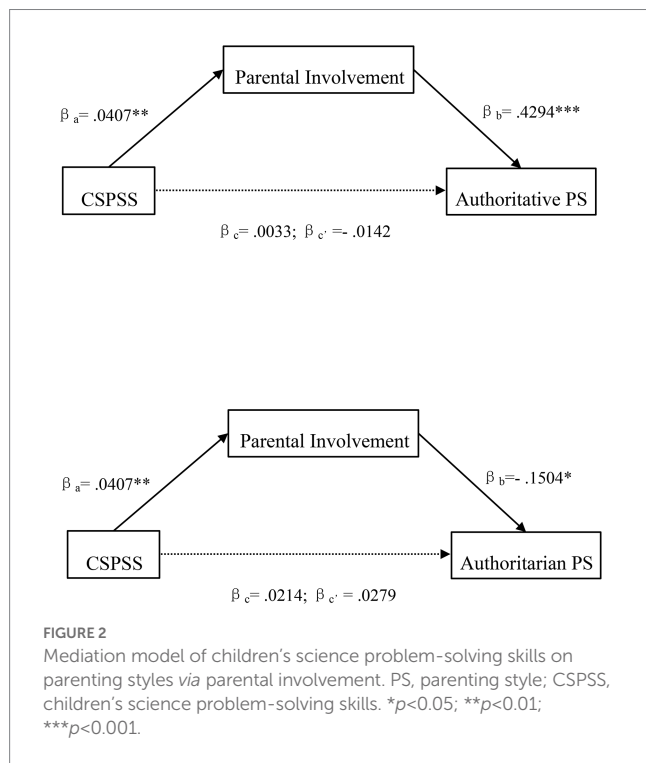 Parental Involvement
β a= .0407**
β b= .4294***
CSPSS
Authoritative PS
β c= .0033; β c' =- .0142
Parental Involvement
β a= .0407**
β b=- .1504*
CSPSS
Authoritarian PS
β c= .0214; β c' = .0279
FIGURE 2
Mediation model of children’s science problem-solving skills on
parenting styles via parental involvement. PS, parenting style; CSPSS,
children’s science problem-solving skills. *p<0.05; **p<0.01;
***p<0.001.